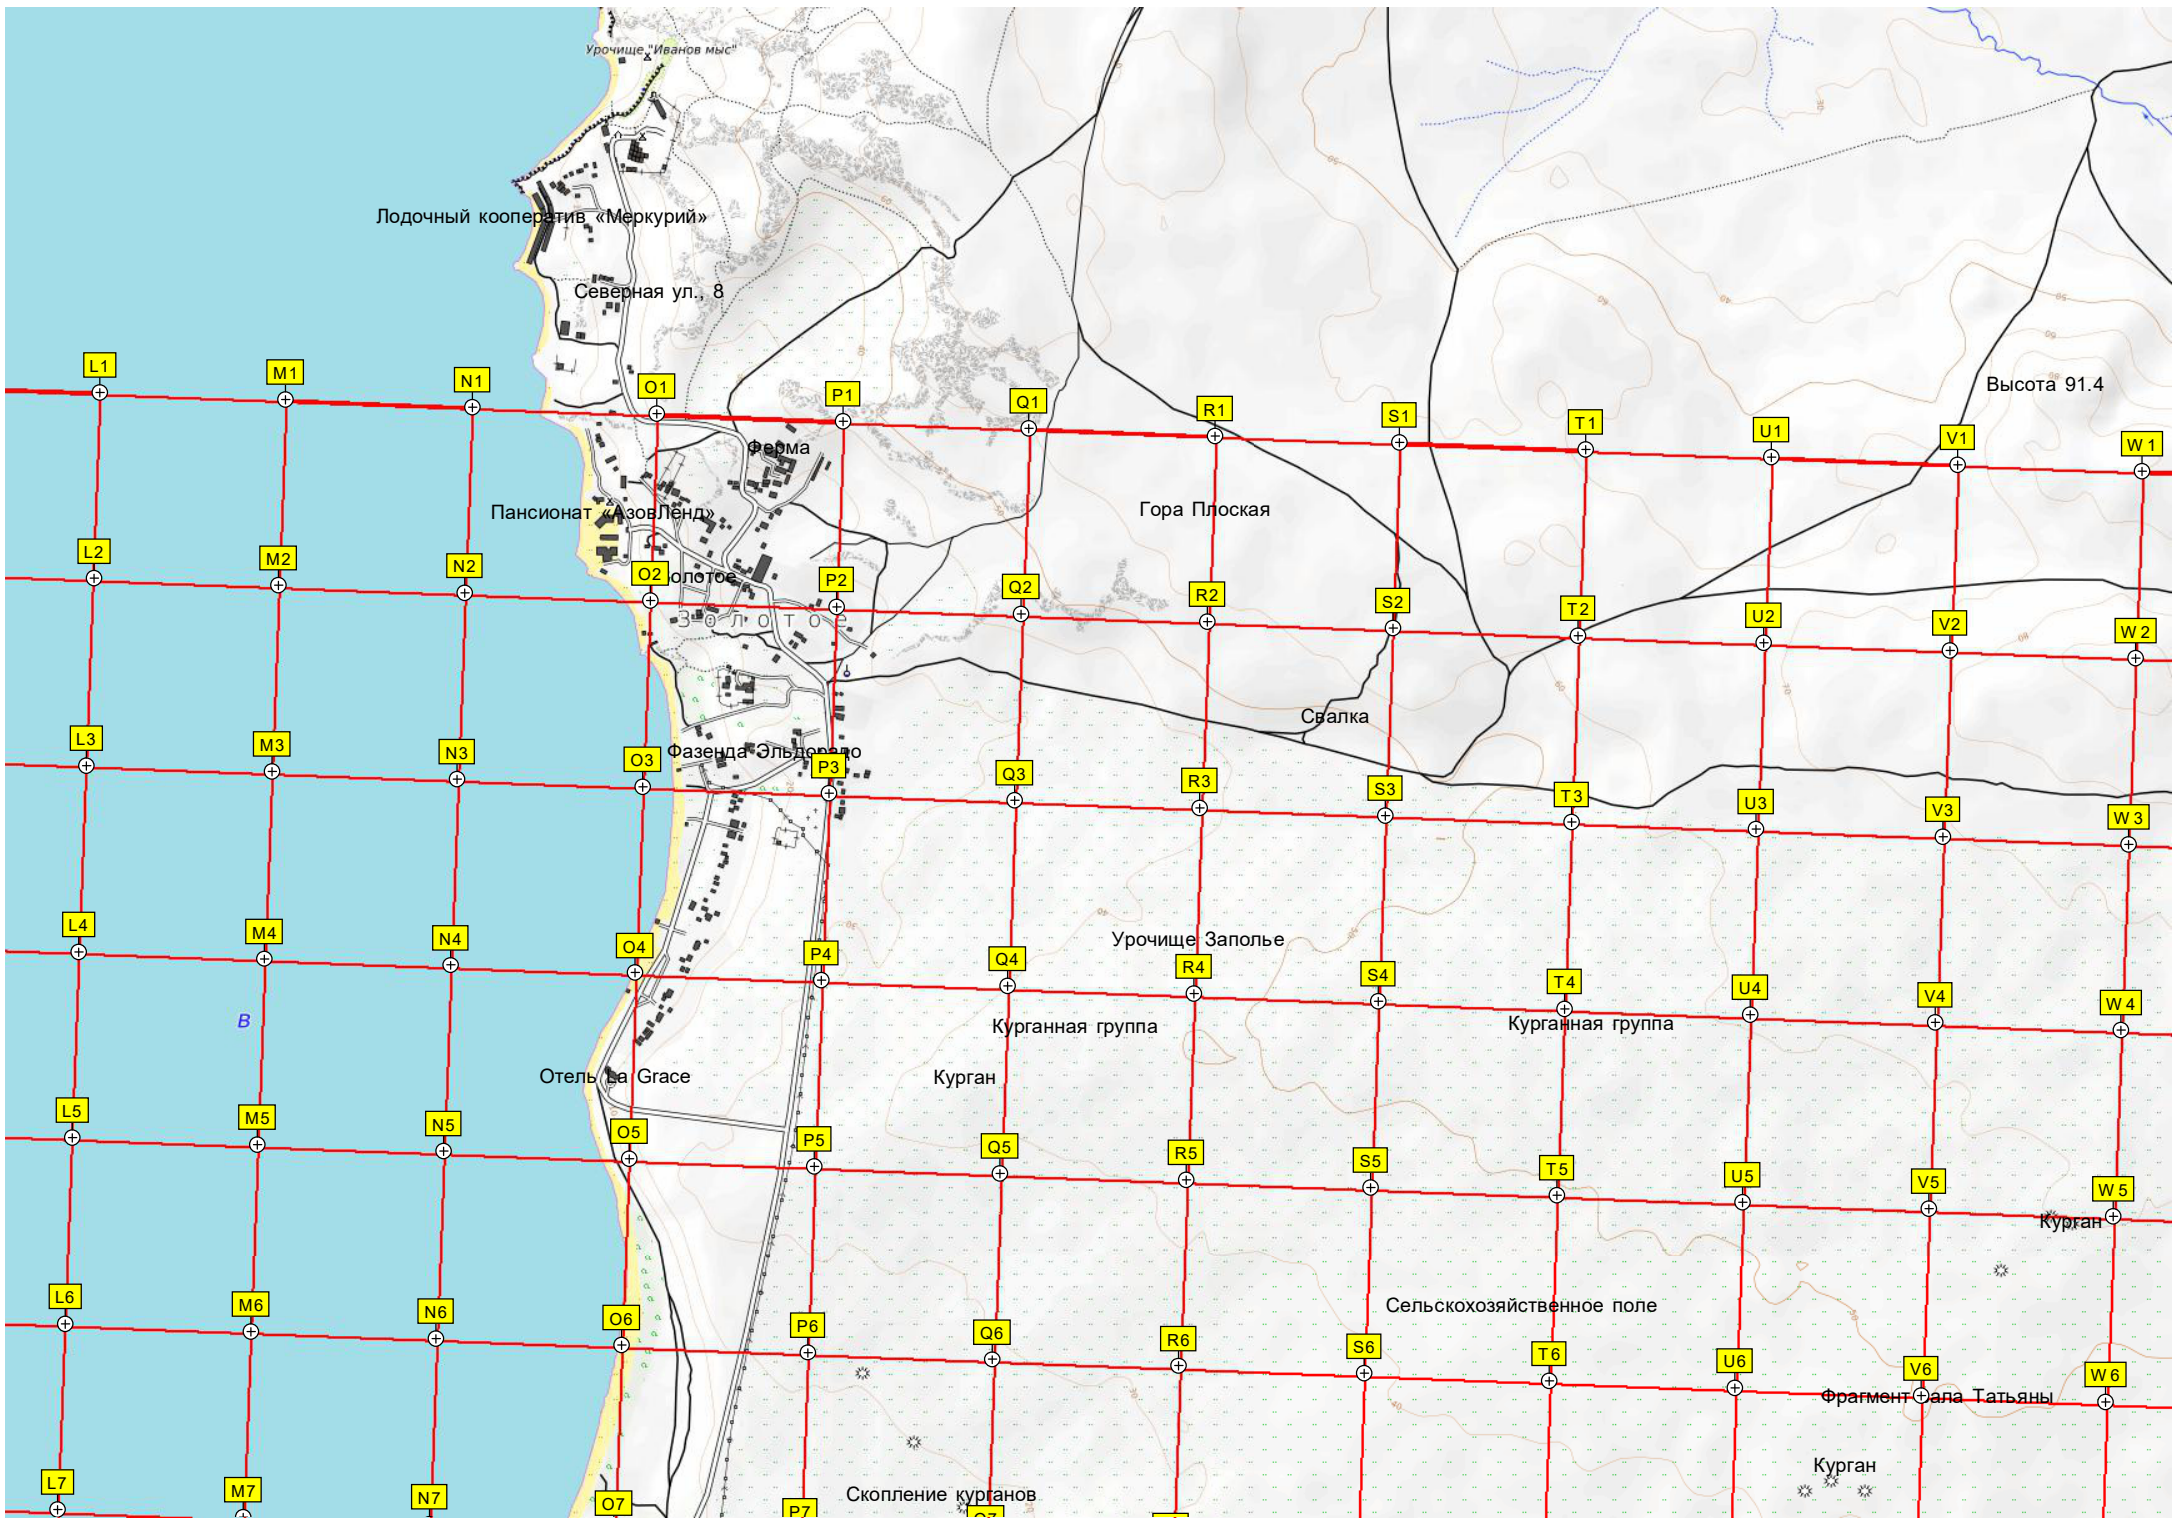 Урочище "Иванов мыс"
Лодочный кооператив «Меркурий»
Северная ул., 8
Высота 91.4
L1
M1
N1
O1
P1
Q1
R1
S1
T1
U1
V1
W1
Ферма
Пансионат «АзовЛенд»
Гора Плоская
L2
M2
N2
O2
олотое
P2
Q2
R2
S2
T2
U2
V2
W2
Золотое
Свалка
Фазенда Эльдорадо
L3
M3
N3
O3
P3
Q3
R3
S3
T3
U3
V3
W3
Урочище Заполье
L4
M4
N4
O4
P4
Q4
R4
S4
T4
U4
V4
W4
В
Курганная группа
Курганная группа
Отель La Grace
Курган
L5
M5
N5
O5
P5
Q5
R5
S5
T5
U5
V5
W5
Курган
Сельскохозяйственное поле
L6
M6
N6
O6
P6
Q6
R6
S6
T6
U6
V6
W6
Фрагмент вала Татьяны
Курган
Скопление курганов
L7
M7
N7
O7
P7
Q7